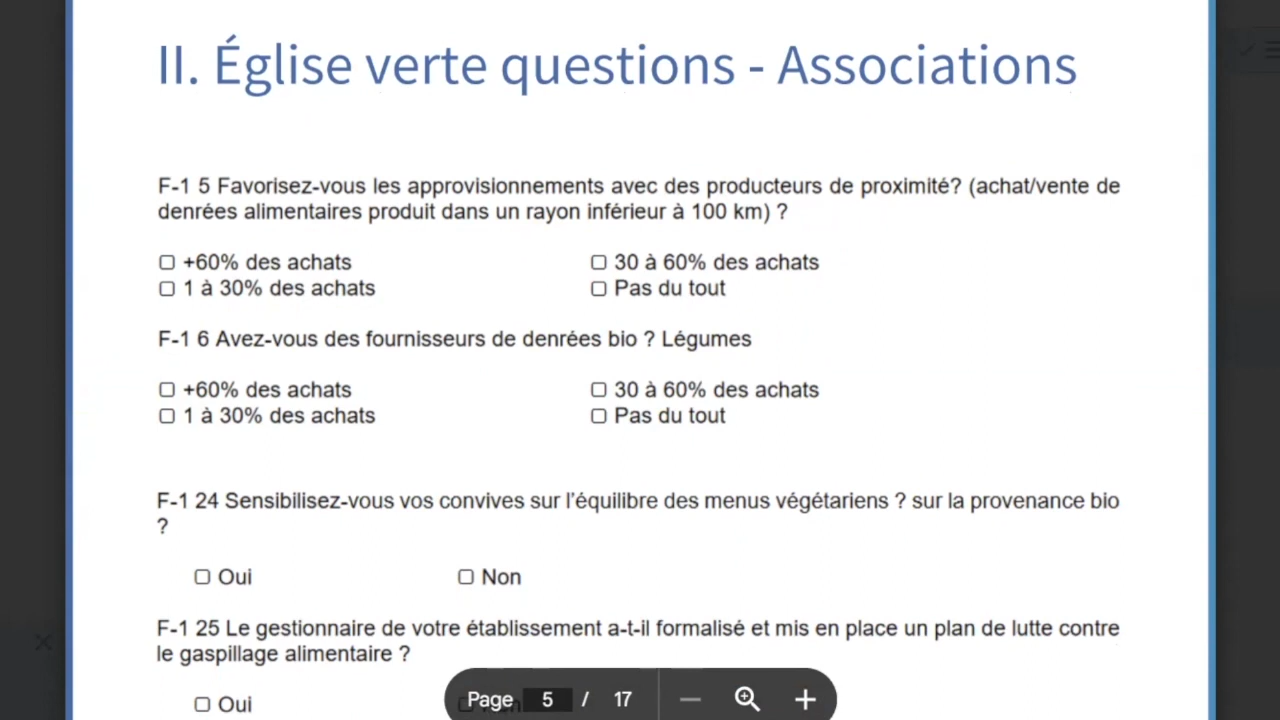 II. Église verte questions - Associations
F-1 5 Favorisez-vous les approvisionnements avec des producteurs de proximité? (achat/vente de
denrées alimentaires produit dans un rayon inférieur à 100 km) ?
+60% des achats 30 à 60% des achats
1 à 30% des achats Pas du tout
F-1 6 Avez-vous des fournisseurs de denrées bio ? Légumes
+60% des achats 30 à 60% des achats
1 à 30% des achats Pas du tout
F-1 24 Sensibilisez-vous vos convives sur l'équilibre des menus végétariens ? sur la provenance bio
?
Oui Non
F-1 25 Le gestionnaire de votre établissement a-t-il formalisé et mis en place un plan de lutte contre
le gaspillage alimentaire ?
Oui
Page 5 / 17